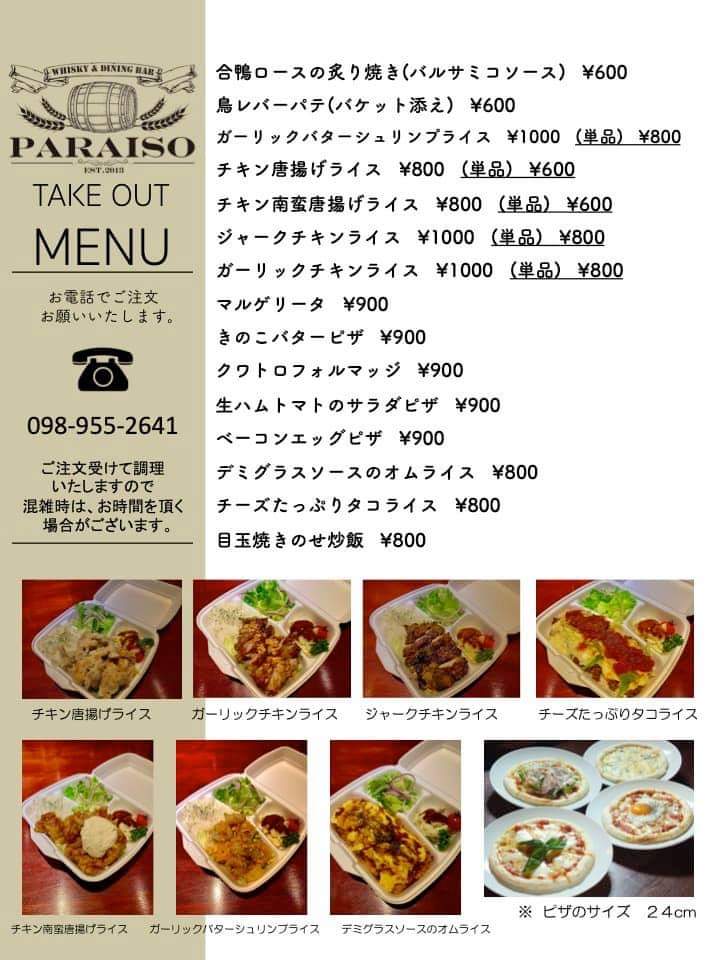 WHISKY & DINING BAR
PARAISO
EST.2013
TAKE OUT
MENU
お電話でご注文
お願いいたします。
098-955-2641
ご注文受けて調理
いたしますので
混雑時は、お時間を頂く
場合がございます。
合鴨ロースの炙り焼き(バルサミコソース) ¥600
鳥レバーパテ(バケット添え) ¥600
ガーリックバターシュリンプライス ¥1000 (単品) ¥800
チキン唐揚げライス ¥800 (単品) ¥600
チキン南蛮唐揚げライス ¥800 (単品) ¥600
ジャークチキンライス ¥1000 (単品) ¥800
ガーリックチキンライス ¥1000 (単品) ¥800
マルゲリータ ¥900
きのこバターピザ ¥900
クワトロフォルマッジ ¥900
生ハムトマトのサラダピザ ¥900
ベーコンエッグピザ ¥900
デミグラスソースのオムライス ¥800
チーズたっぷりタコライス ¥800
目玉焼きのせ炒飯 ¥800
チキン唐揚げライス
ガーリックチキンライス
ジャークチキンライス
チーズたっぷりタコライス
チキン南蛮唐揚げライス
ガーリックバターシュリンプライス
デミグラスソースのオムライス
※ ピザのサイズ 24cm